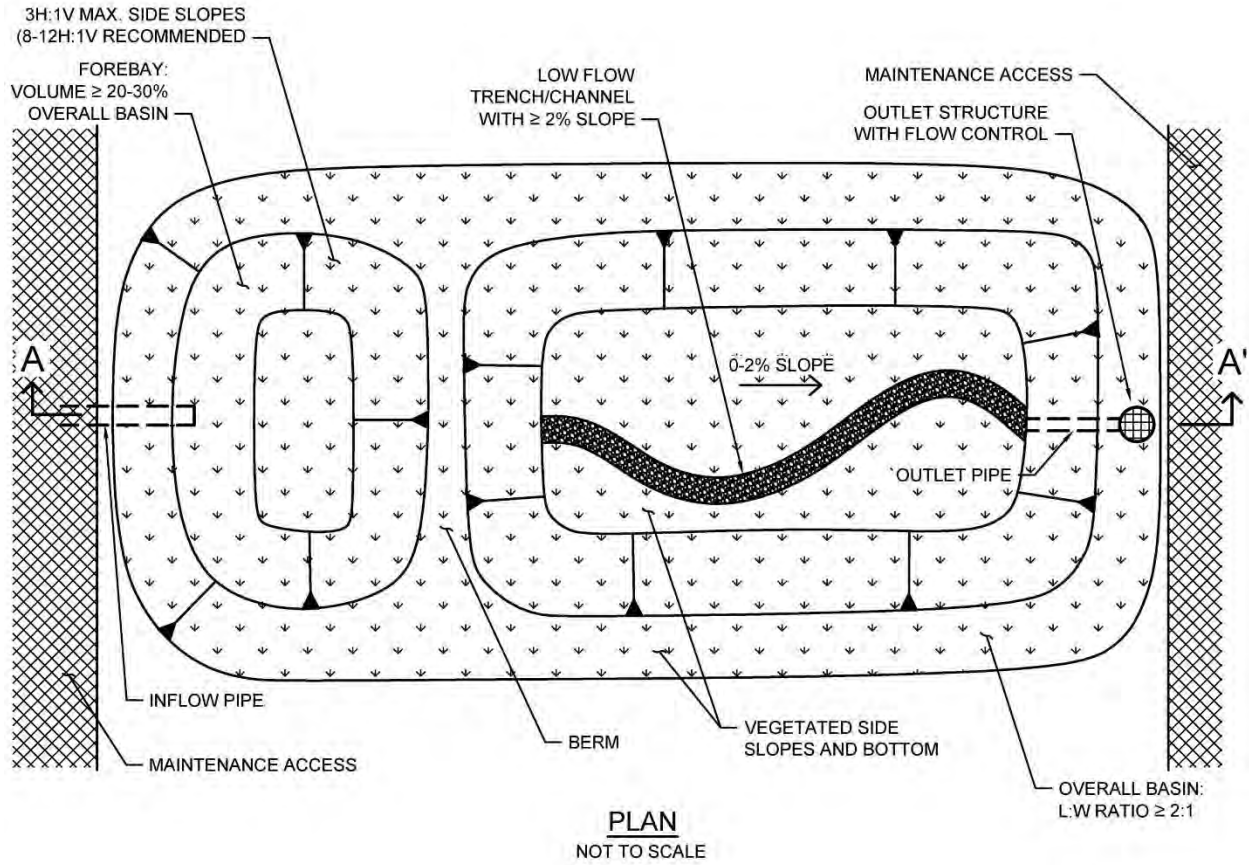 3H:1V MAX. SIDE SLOPES
(8-12H:1V RECOMMENDED
FOREBAY:
VOLUME ≥ 20-30%
OVERALL BASIN
LOW FLOW
TRENCH/CHANNEL
WITH ≥ 2% SLOPE
MAINTENANCE ACCESS
OUTLET STRUCTURE
WITH FLOW CONTROL
A
0-2% SLOPE
A'
OUTLET PIPE
INFLOW PIPE
MAINTENANCE ACCESS
BERM
VEGETATED SIDE
SLOPES AND BOTTOM
OVERALL BASIN:
L:W RATIO ≥ 2:1
PLAN
NOT TO SCALE